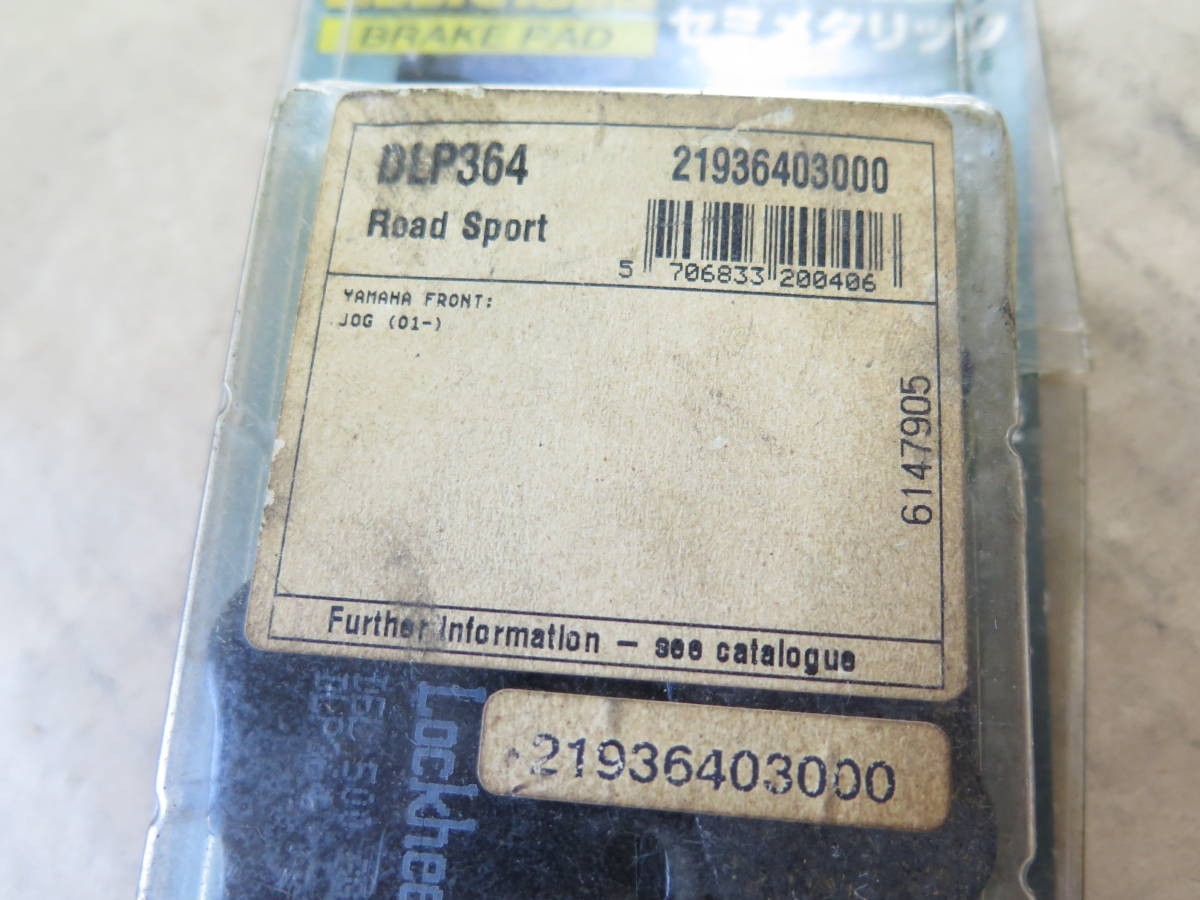 BRAKE PAD
セミメタリック
DLP364
21936403000
Road Sport
5 706833 200406
YAMAHA FRONT:
JOG (01-)
6147905
Further Information – see catalogue
21936403000